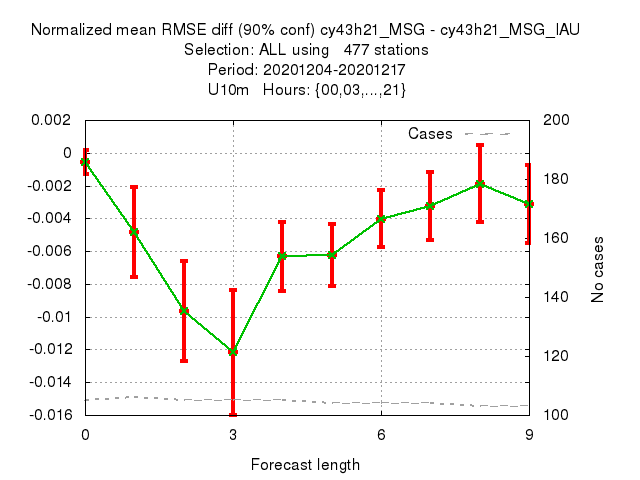 Normalized mean RMSE diff (90% conf) cy43h21_MSG - cy43h21_MSG_IAU
Selection: ALL using   477 stations
Period: 20201204-20201217
U10m   Hours: {00,03,...,21}
Cases
0.002
0
-0.002
-0.004
-0.006
-0.008
-0.01
-0.012
-0.014
-0.016
200
180
160
140
120
100
No cases
0 3 6 9
Forecast length